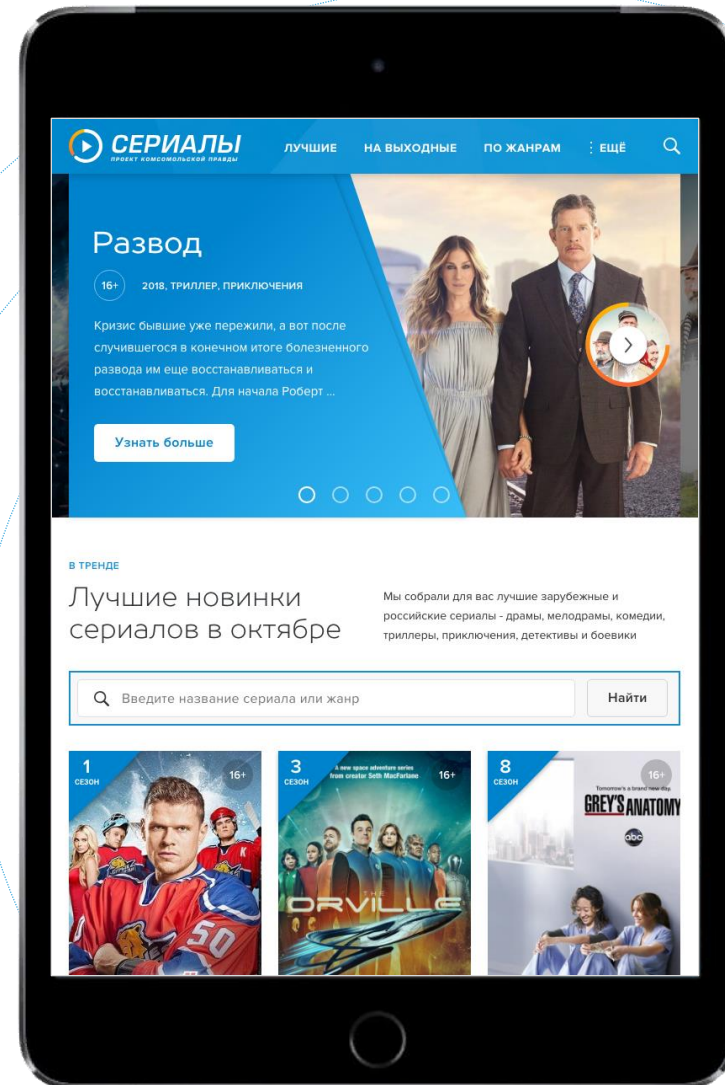 СЕРИАЛЫ
ПРОЕКТ КОМСОМОЛЬСКОЙ ПРАВДЫ
ЛУЧШИЕ
НА ВЫХОДНЫЕ
ПО ЖАНРАМ
ЕЩЁ
Развод
16+
2018, ТРИЛЛЕР, ПРИКЛЮЧЕНИЯ
Кризис бывшие уже пережили, а вот после
случившегося в конечном итоге болезненного
развода им еще восстанавливаться и
восстанавливаться. Для начала Роберт ...
Узнать больше
В ТРЕНДЕ
Лучшие новинки
сериалов в октябре
Мы собрали для вас лучшие зарубежные и
российские сериалы - драмы, мелодрамы, комедии,
триллеры, приключения, детективы и боевики
Введите название сериала или жанр
Найти
1
СЕЗОН
16+
K
50
3
СЕЗОН
A new space adventure series
from creator Seth MacFarlane
16+
THE
ORVILLE
8
СЕЗОН
16+
Tomorrow's a brand new day.
GREY'S ANATOMY
abc